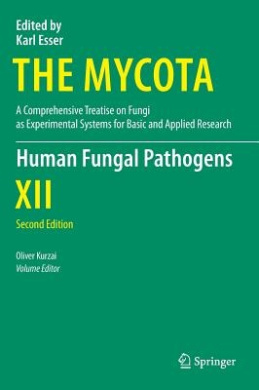 Edited by
Karl Esser
THE MYCOTA
A Comprehensive Treatise on Fungi
as Experimental Systems for Basic and Applied Research
Human Fungal Pathogens
XII
Second Edition
Oliver Kurzai
Volume Editor
Springer